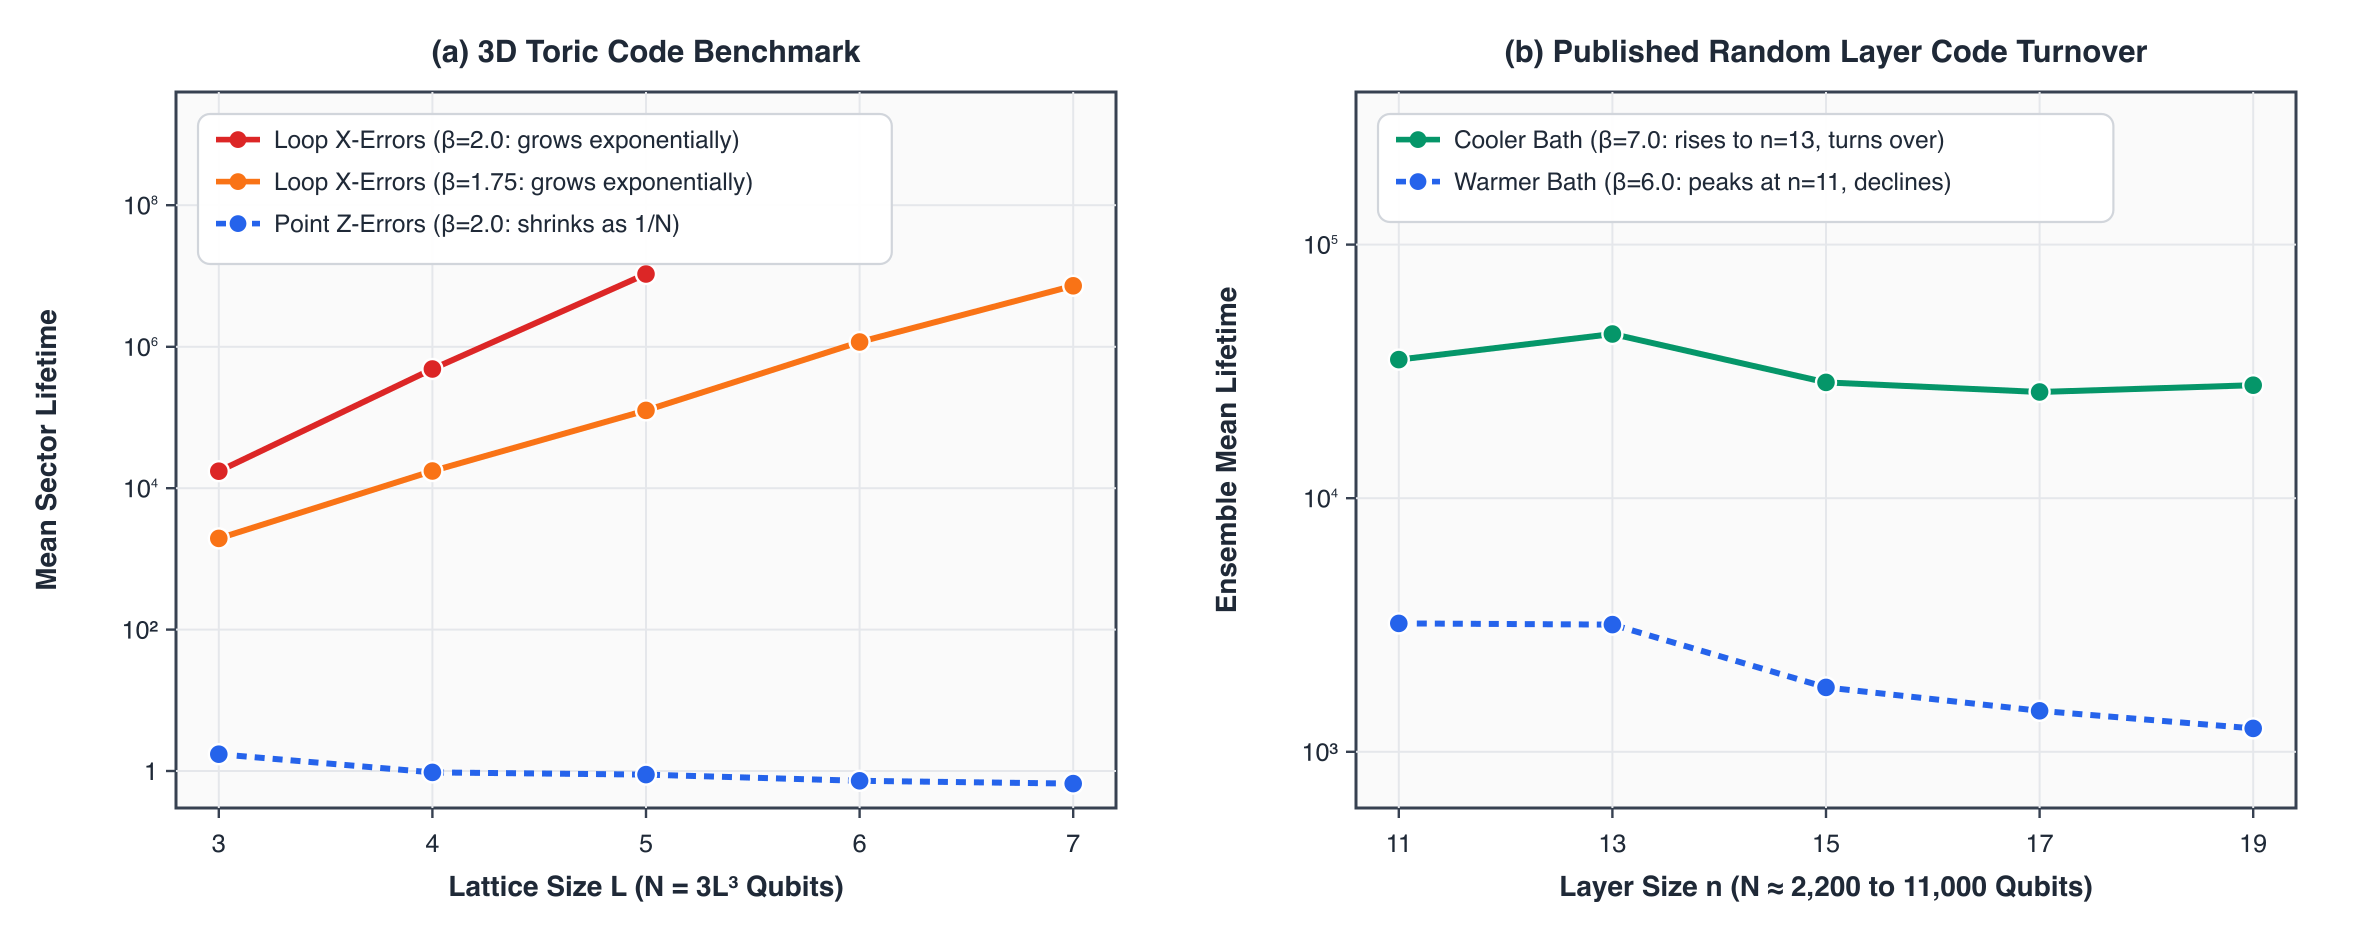 (a) 3D Toric Code Benchmark
Loop X-Errors (β=2.0: grows exponentially)
Loop X-Errors (β=1.75: grows exponentially)
Point Z-Errors (β=2.0: shrinks as 1/N)
Mean Sector Lifetime
10⁸
10⁶
10⁴
10²
1
3
4
5
6
7
Lattice Size L (N = 3L³ Qubits)
(b) Published Random Layer Code Turnover
Cooler Bath (β=7.0: rises to n=13, turns over)
Warmer Bath (β=6.0: peaks at n=11, declines)
Ensemble Mean Lifetime
10⁵
10⁴
10³
11
13
15
17
19
Layer Size n (N ≈ 2,200 to 11,000 Qubits)